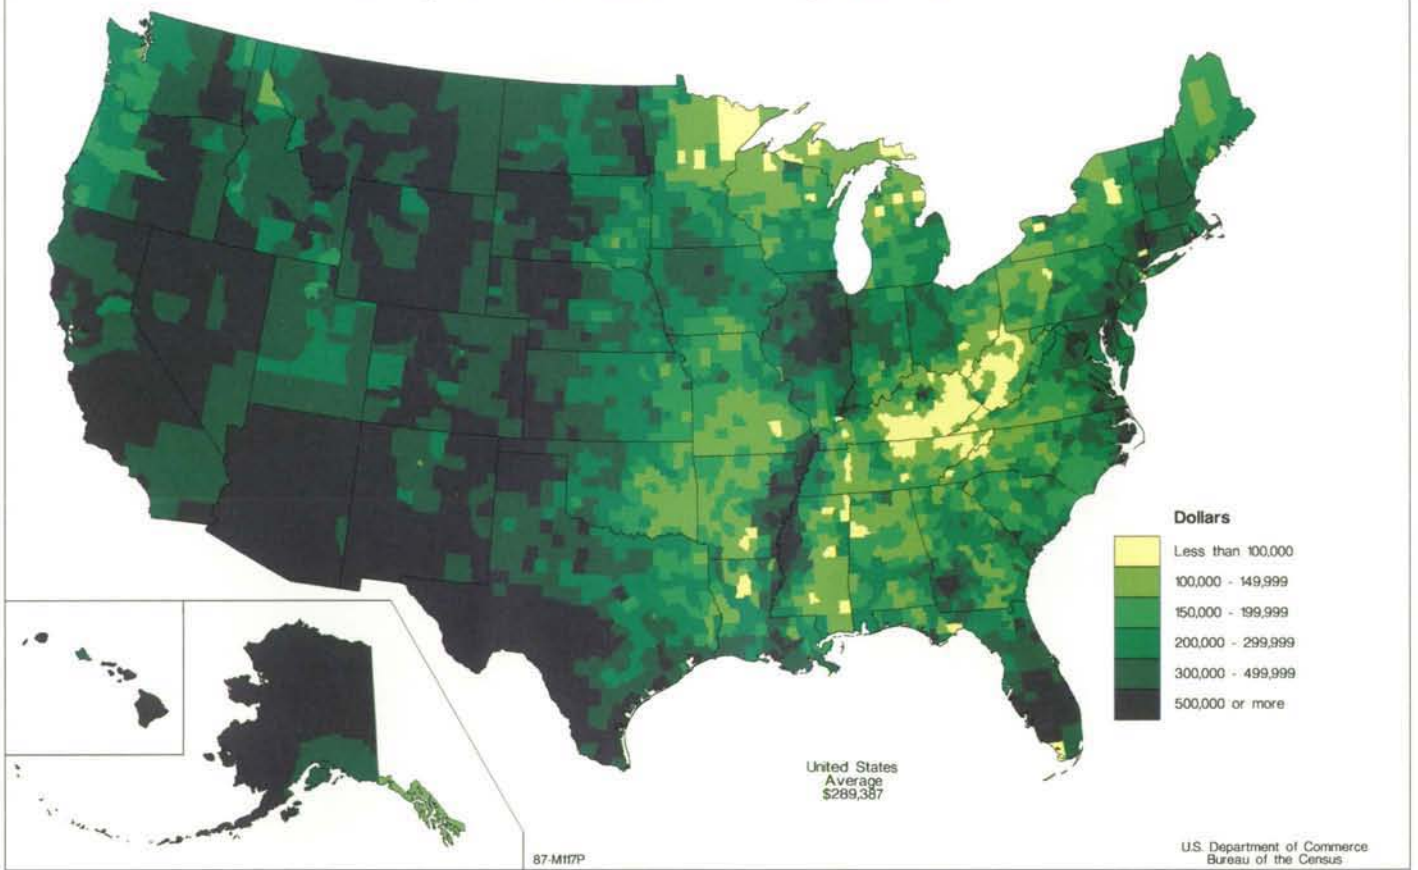 Dollars
Less than 100,000
100,000 - 149,999
150,000 - 199,999
200,000 - 299,999
300,000 - 499,999
500,000 or more
United States
Average
$289,387
87-M117P
U.S. Department of Commerce
Bureau of the Census